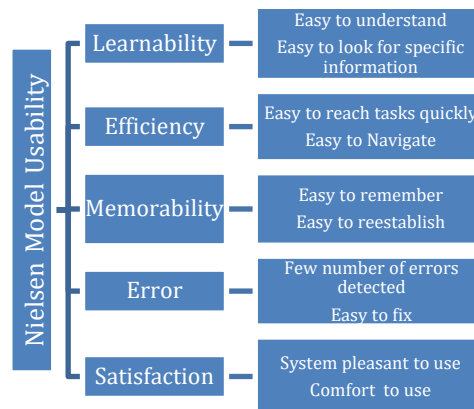 Nielsen Model Usability
Learnability
Easy to understand
Easy to look for specific
information
Efficiency
Easy to reach tasks quickly
Easy to Navigate
Memorability
Easy to remember
Easy to reestablish
Error
Few number of errors
detected
Easy to fix
Satisfaction
System pleasant to use
Comfort to use